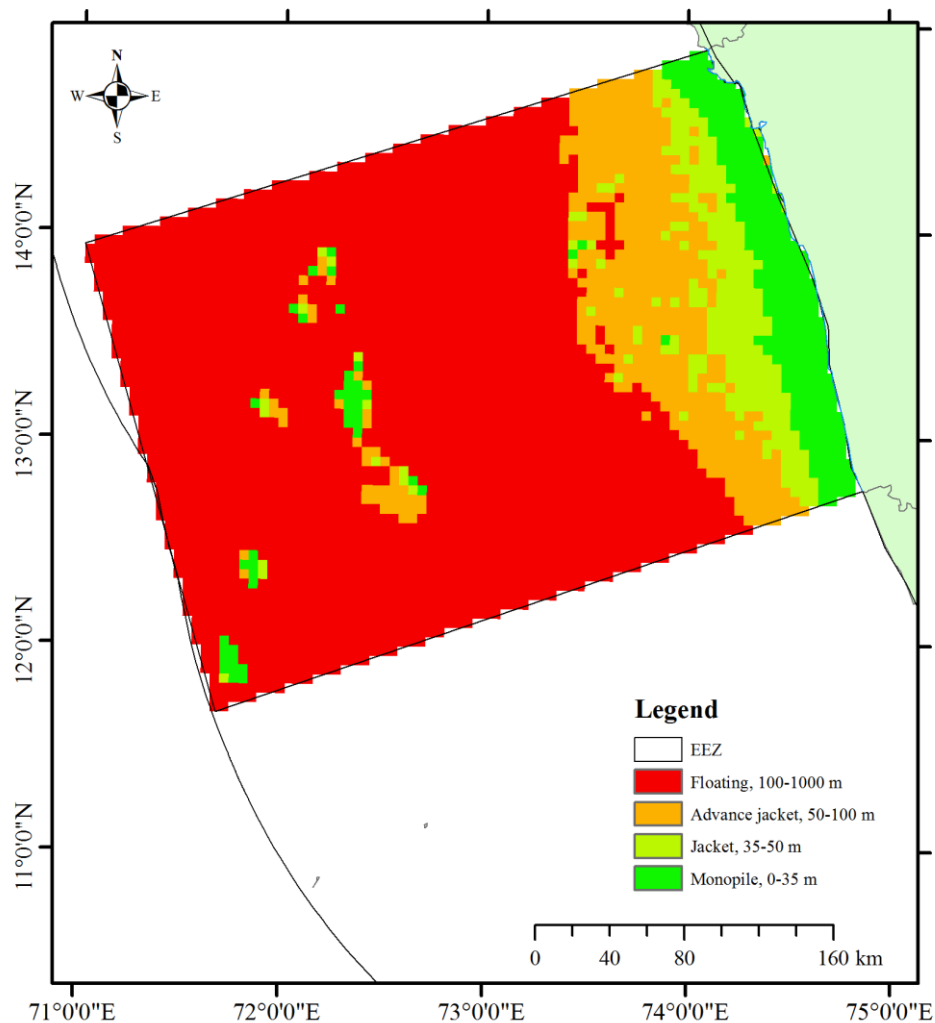 N
W E
S
14°0'0"N
13°0'0"N
12°0'0"N
11°0'0"N
Legend
EEZ
Floating, 100-1000 m
Advance jacket, 50-100 m
Jacket, 35-50 m
Monopile, 0-35 m
0 40 80 160 km
71°0'0"E 72°0'0"E 73°0'0"E 74°0'0"E 75°0'0"E